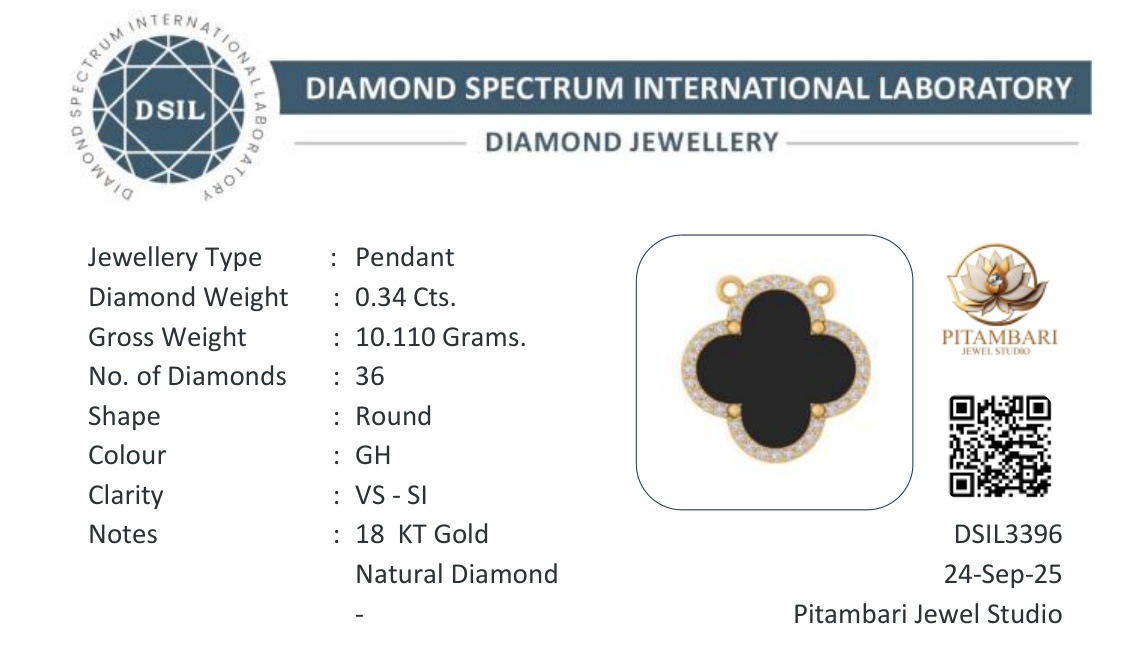 DIAMOND SPECTRUM INTERNATIONAL LABORATORY
DSIL
DIAMOND SPECTRUM INTERNATIONAL LABORATORY
DIAMOND JEWELLERY
Jewellery Type : Pendant
Diamond Weight : 0.34 Cts.
Gross Weight : 10.110 Grams.
No. of Diamonds : 36
Shape : Round
Colour : GH
Clarity : VS - SI
Notes : 18 KT Gold
Natural Diamond
-
PITAMBARI
JEWEL STUDIO
DSIL3396
24-Sep-25
Pitambari Jewel Studio